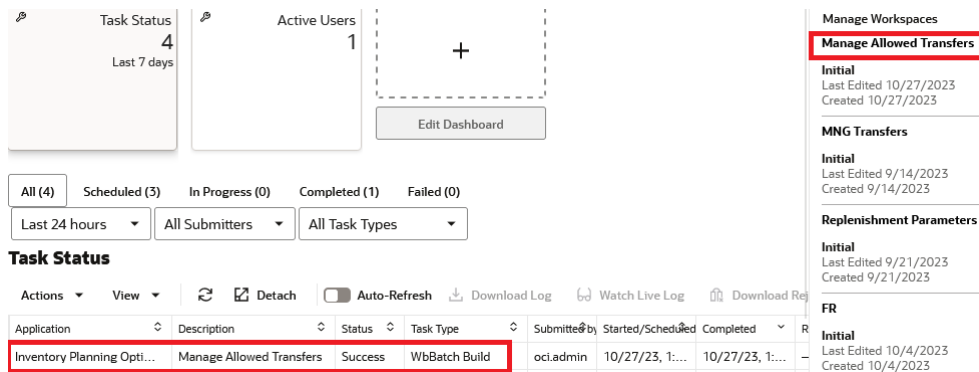 Task Status
4
Last 7 days
Active Users
1
+
Edit Dashboard
All (4) Scheduled (3) In Progress (0) Completed (1) Failed (0)
Last 24 hours All Submitters All Task Types
Task Status
Actions View Detach Auto-Refresh Download Log Watch Live Log Download Rej
Application Description Status Task Type Submitted by Started/Scheduled Completed R
Inventory Planning Opti... Manage Allowed Transfers Success WbBatch Build oci.admin 10/27/23, 1:... 10/27/23, 1:... —
Manage Workspaces
Manage Allowed Transfers
Initial
Last Edited 10/27/2023
Created 10/27/2023
MNG Transfers
Initial
Last Edited 9/14/2023
Created 9/14/2023
Replenishment Parameters
Initial
Last Edited 9/21/2023
Created 9/21/2023
FR
Initial
Last Edited 10/4/2023
Created 10/4/2023